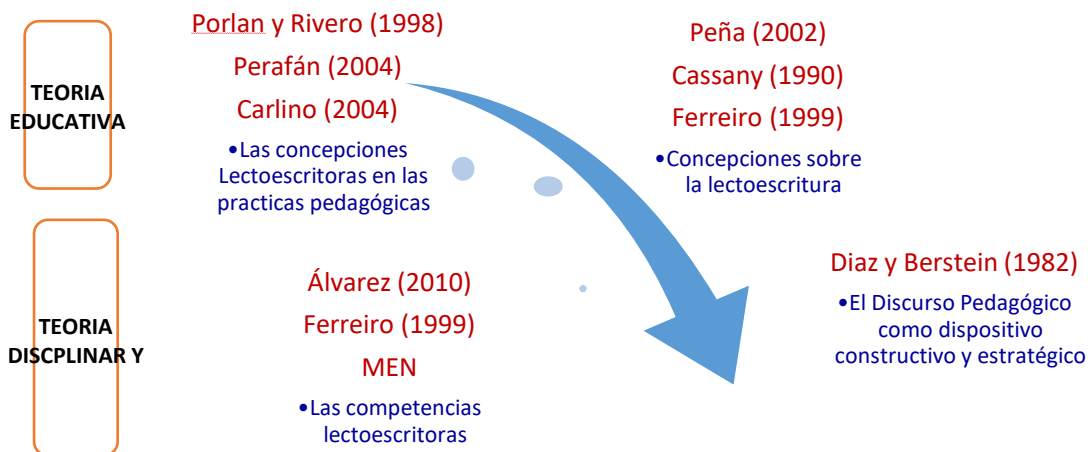 TEORIA
EDUCATIVA
Porlan y Rivero (1998)
Perafán (2004)
Carlino (2004)
•Las concepciones
Lectoescritoras en las
practicas pedagógicas
Peña (2002)
Cassany (1990)
Ferreiro (1999)
•Concepciones sobre
la lectoescritura
TEORIA
DISCPLINAR Y
Álvarez (2010)
Ferreiro (1999)
MEN
•Las competencias
lectoescritoras
Diaz y Berstein (1982)
•El Discurso Pedagógico
como dispositivo
constructivo y estratégico